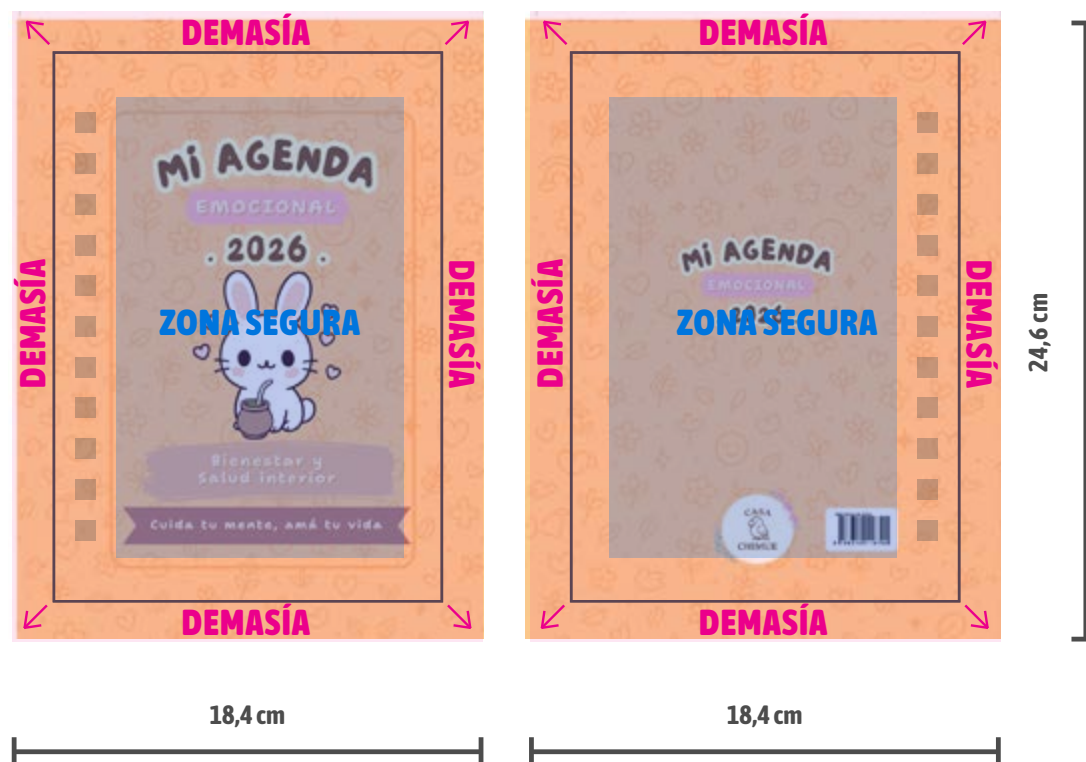 DEMASÍA
DEMASÍA
DEMASÍA
ZONA SEGURA
Mi AGENDA
EMOCIONAL
. 2026 .
Bienestar y
Salud interior
Cuida tu mente, amá tu vida
DEMASÍA
DEMASÍA
DEMASÍA
DEMASÍA
Mi AGENDA
EMOCIONAL
2026
ZONA SEGURA
CASA
CHIMUE
DEMASÍA
DEMASÍA
24,6 cm
18,4 cm
18,4 cm